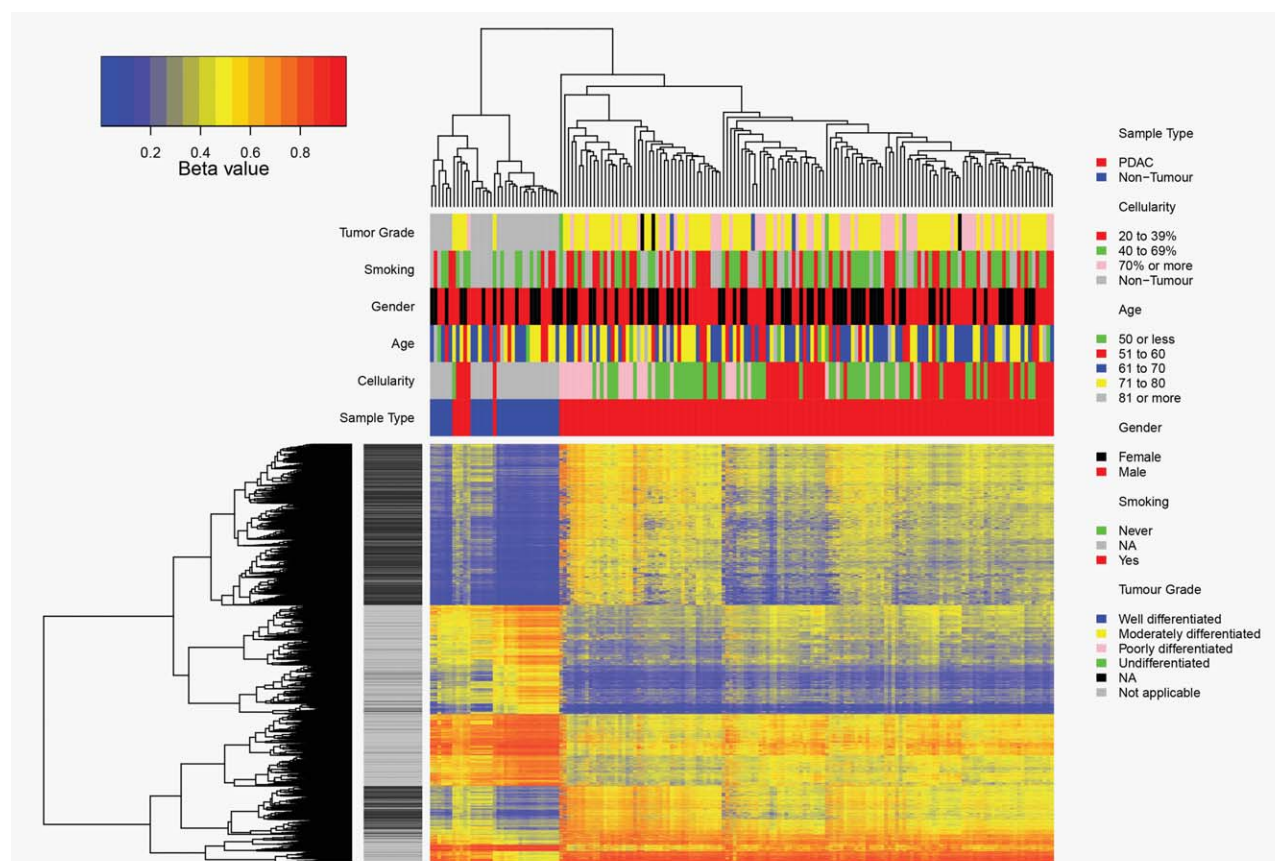 0.2 0.4 0.6 0.8
Beta value
Tumor Grade
Smoking
Gender
Age
Cellularity
Sample Type
Sample Type
PDAC
Non-Tumour
Cellularity
20 to 39%
40 to 69%
70% or more
Non-Tumour
Age
50 or less
51 to 60
61 to 70
71 to 80
81 or more
Gender
Female
Male
Smoking
Never
NA
Yes
Tumour Grade
Well differentiated
Moderately differentiated
Poorly differentiated
Undifferentiated
NA
Not applicable